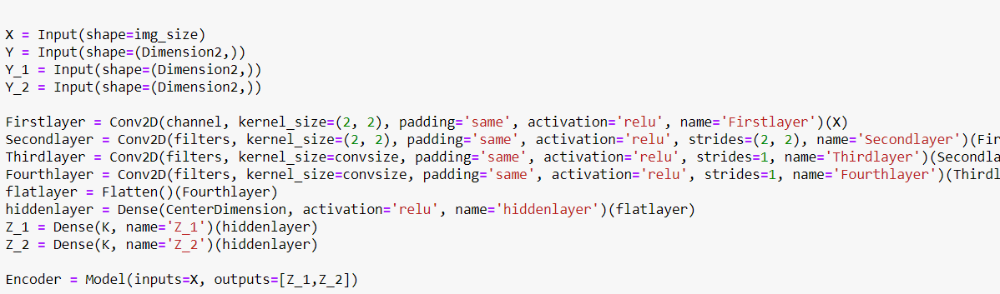 X = Input(shape=img_size)
Y = Input(shape=(Dimension2,))
Y_1 = Input(shape=(Dimension2,))
Y_2 = Input(shape=(Dimension2,))
Firstlayer = Conv2D(channel, kernel_size=(2, 2), padding='same', activation='relu', name='Firstlayer')(X)
Secondlayer = Conv2D(filters, kernel_size=(2, 2), padding='same', activation='relu', strides=(2, 2), name='Secondlayer')(Fir
Thirdlayer = Conv2D(filters, kernel_size=convsize, padding='same', activation='relu', strides=1, name='Thirdlayer')(Secondla
Fourthlayer = Conv2D(filters, kernel_size=convsize, padding='same', activation='relu', strides=1, name='Fourthlayer')(Thirdl
flatlayer = Flatten()(Fourthlayer)
hiddenlayer = Dense(CenterDimension, activation='relu', name='hiddenlayer')(flatlayer)
Z_1 = Dense(K, name='Z_1')(hiddenlayer)
Z_2 = Dense(K, name='Z_2')(hiddenlayer)
Encoder = Model(inputs=X, outputs=[Z_1,Z_2])